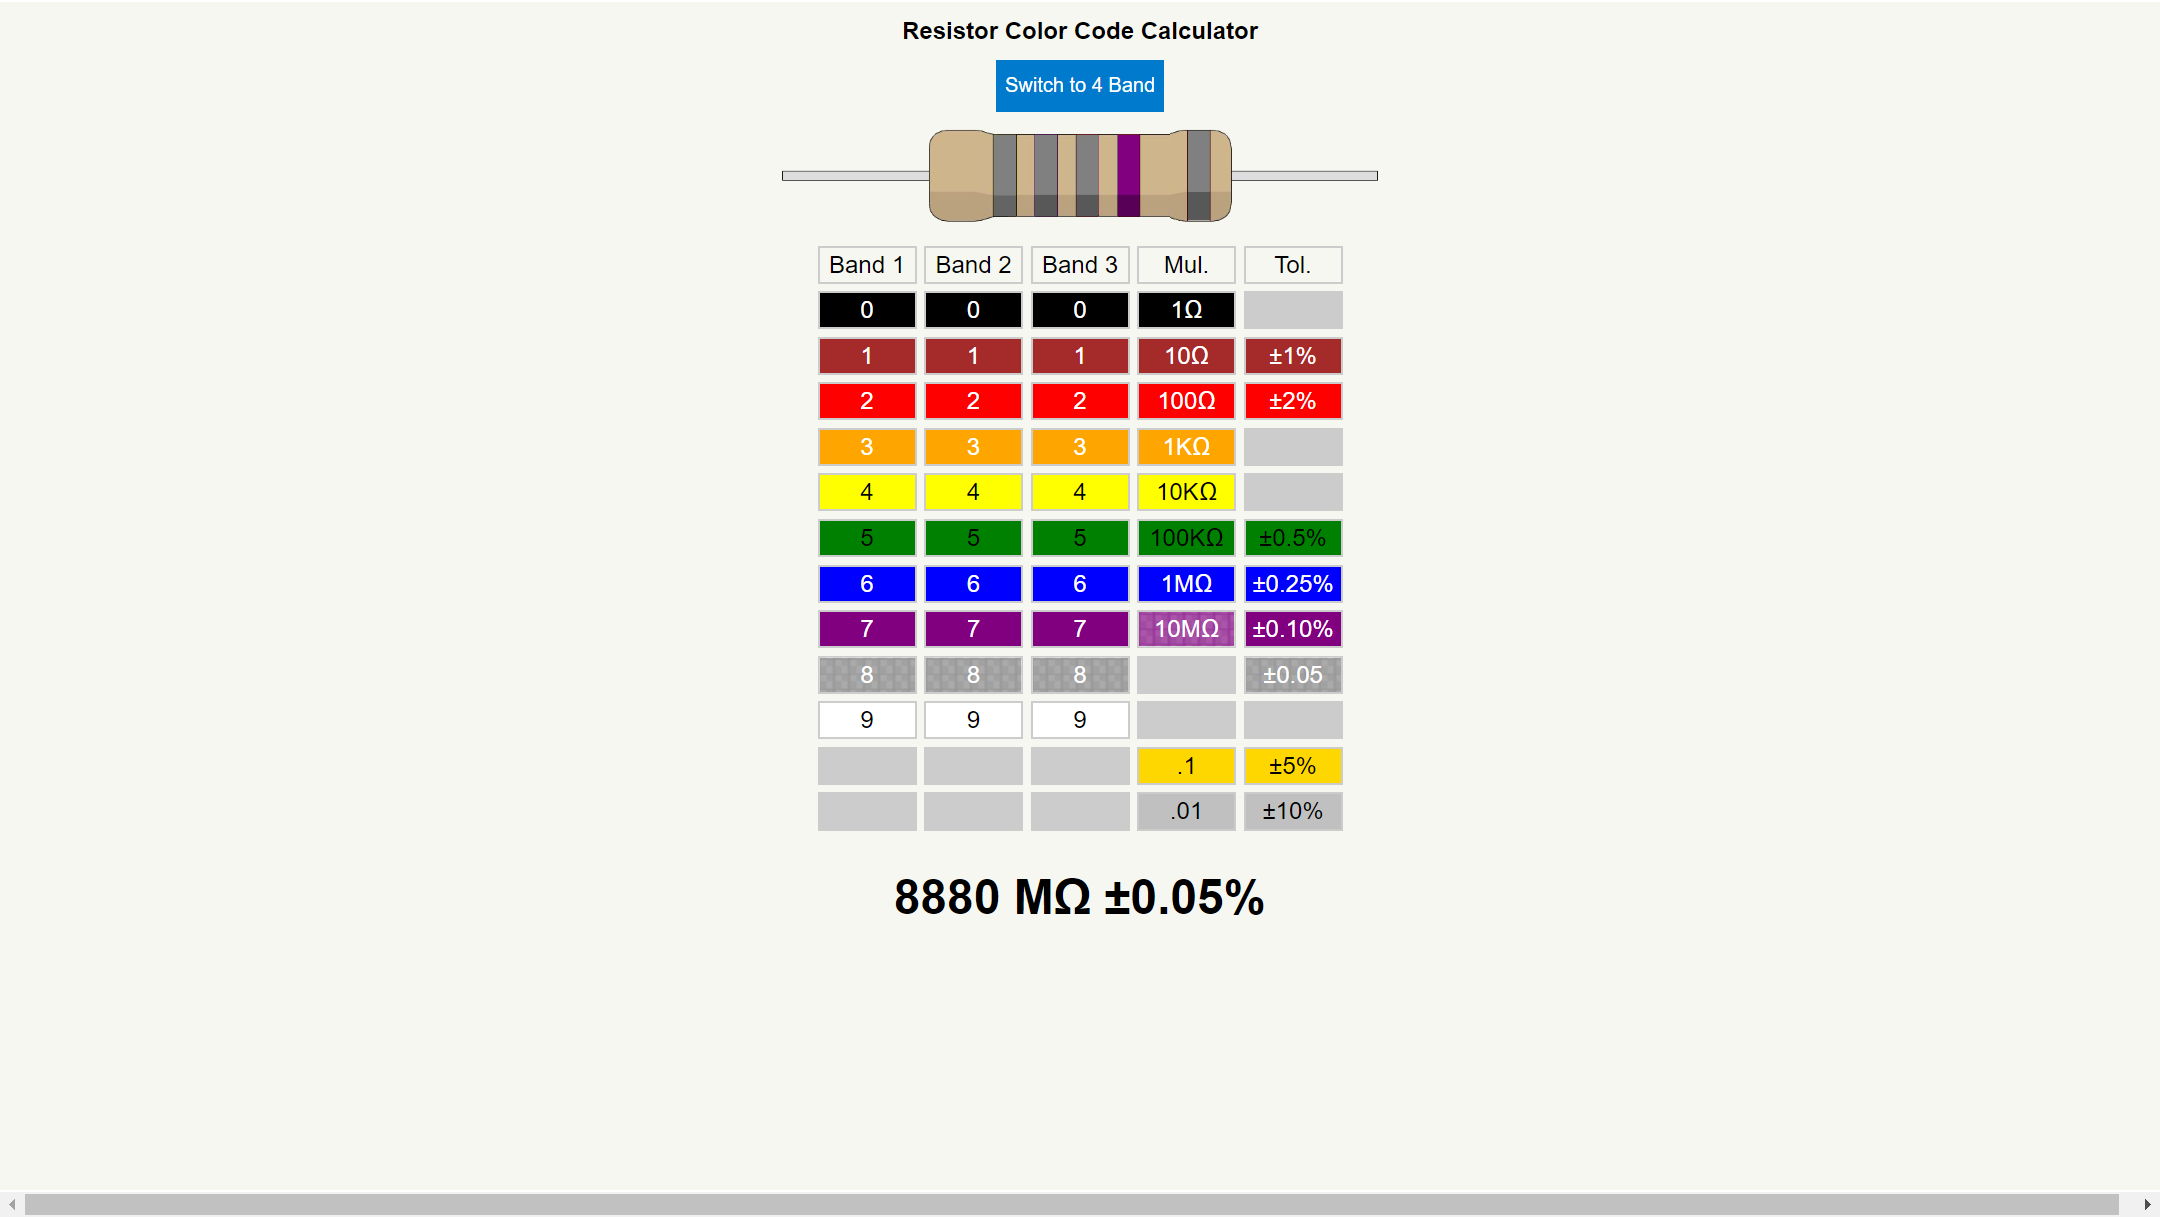 Resistor Color Code Calculator
Switch to 4 Band
Band 1 Band 2 Band 3 Mul. Tol.
0 0 0 1Ω
1 1 1 10Ω ±1%
2 2 2 100Ω ±2%
3 3 3 1KΩ
4 4 4 10KΩ
5 5 5 100KΩ ±0.5%
6 6 6 1MΩ ±0.25%
7 7 7 10MΩ ±0.10%
8 8 8 ±0.05
9 9 9
.1 ±5%
.01 ±10%
8880 MΩ ±0.05%